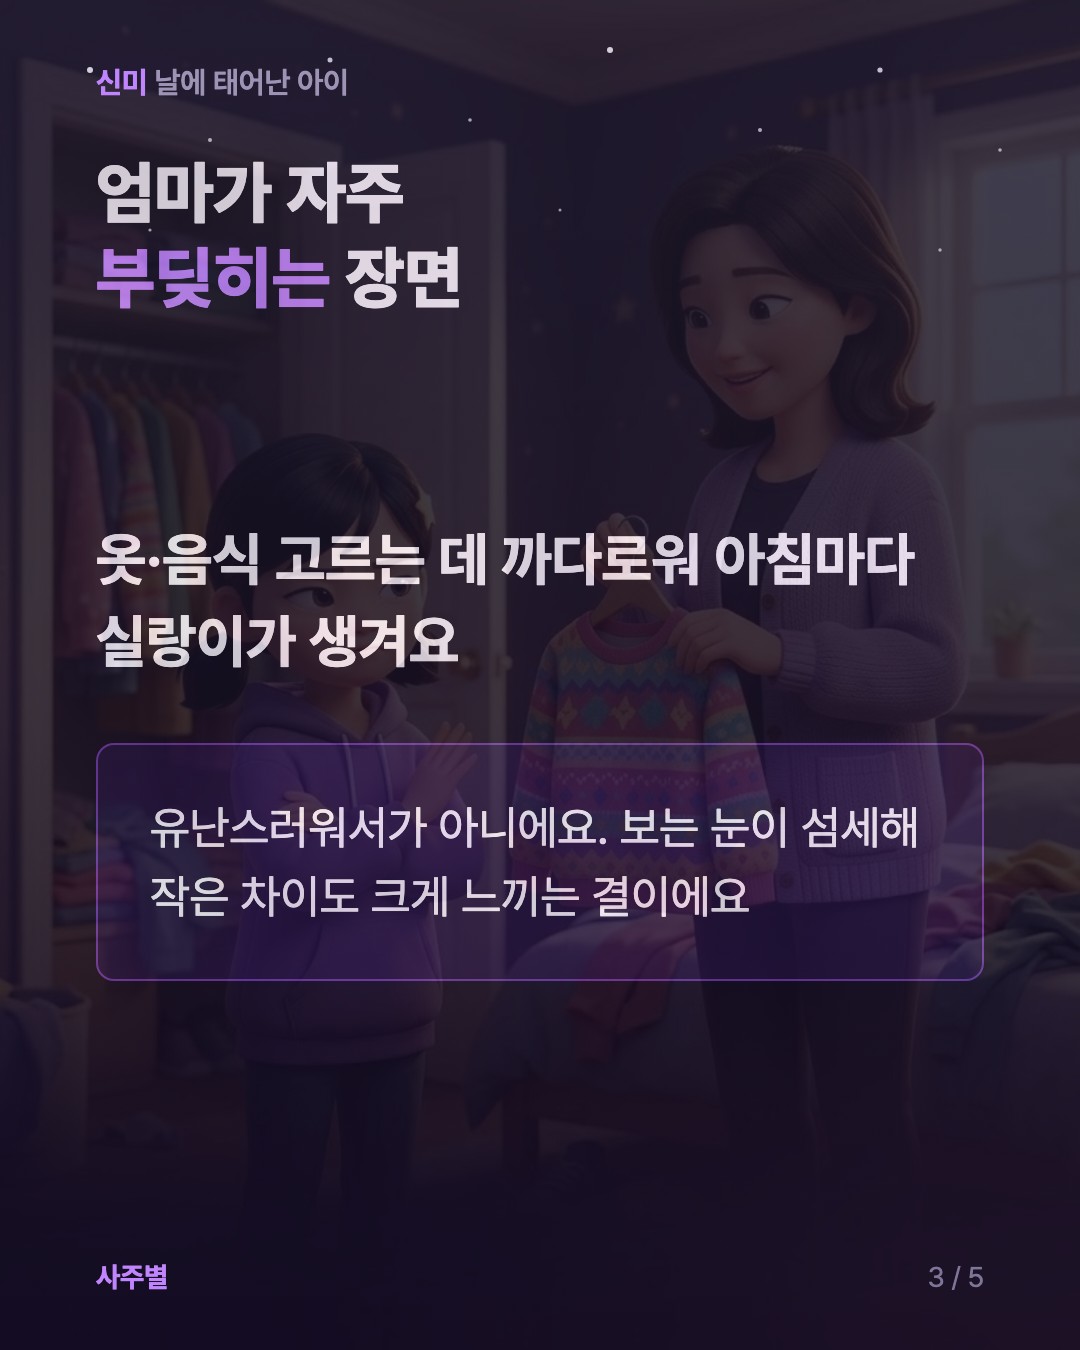 신미 날에 태어난 아이
엄마가 자주
부딪히는 장면
옷·음식 고르는 데 까다로워 아침마다
실랑이가 생겨요
유난스러워서가 아니에요. 보는 눈이 섬세해
작은 차이도 크게 느끼는 결이에요
사주별
3 / 5